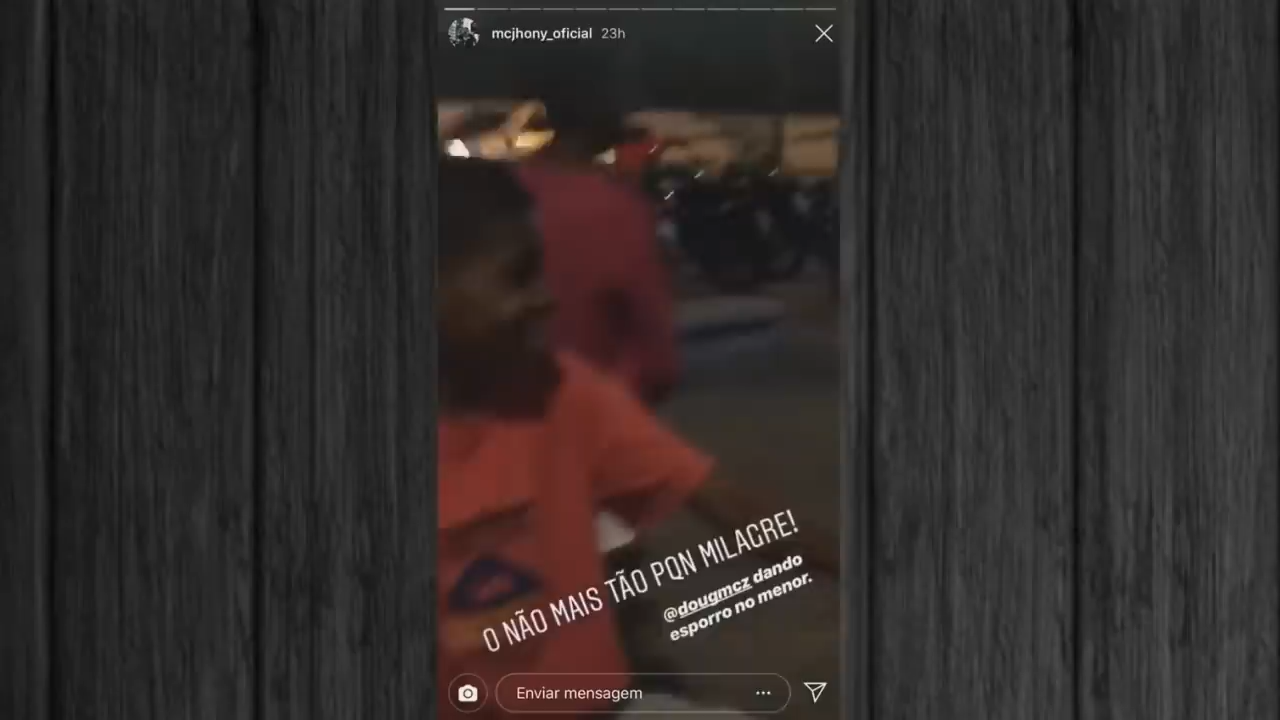 mcjhony_oficial 23h
O NÃO MAIS TÃO PQN MILAGRE!
@dougmcz dando
esporro no menor.
Enviar mensagem